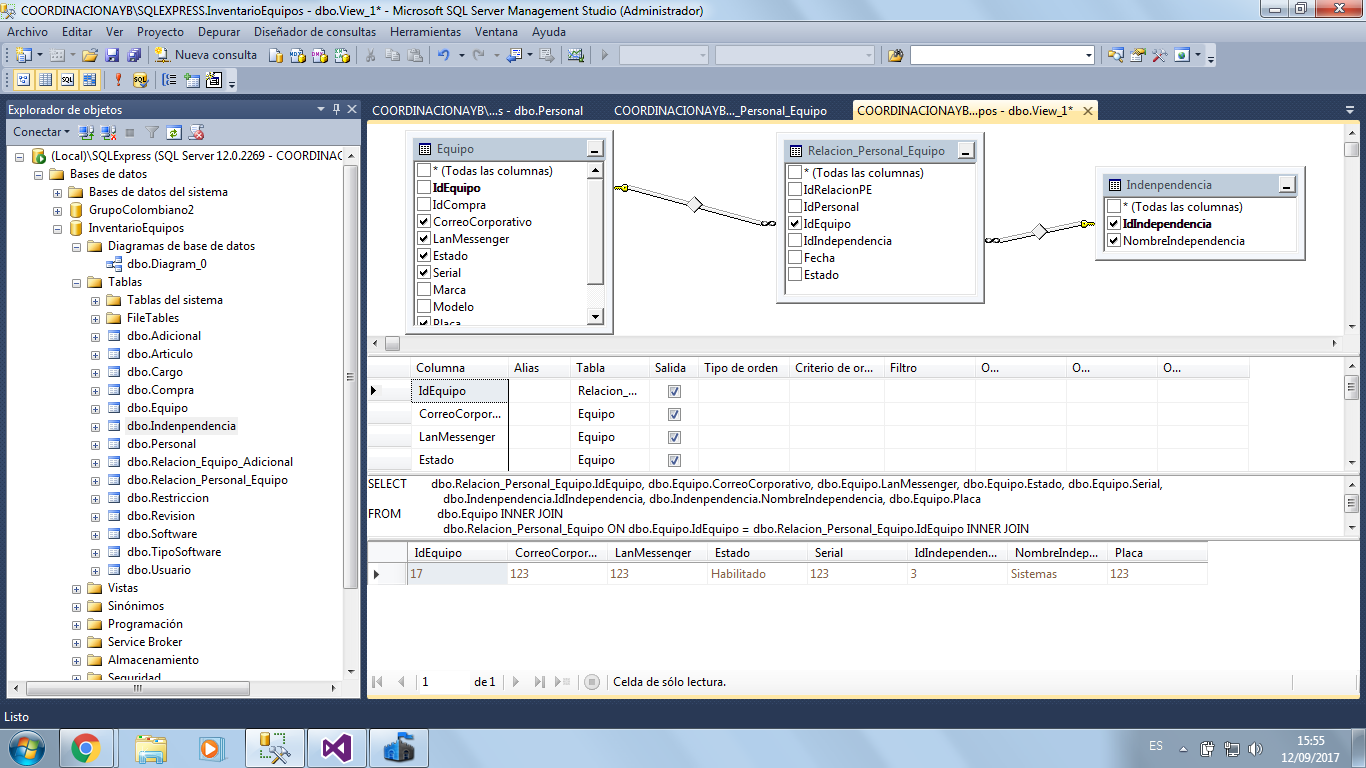 COORDINACIONAYB\SQLEXPRESS.InventarioEquipos - dbo.View_1* - Microsoft SQL Server Management Studio (Administrador)
Archivo Editar Ver Proyecto Depurar Diseñador de consultas Herramientas Ventana Ayuda
Nueva consulta
Explorador de objetos
Conectar
(Local)\SQLExpress (SQL Server 12.0.2269 - COORDINAC
Bases de datos
Bases de datos del sistema
GrupoColombiano2
InventarioEquipos
Diagramas de base de datos
dbo.Diagram_0
Tablas
Tablas del sistema
FileTables
dbo.Adicional
dbo.Articulo
dbo.Cargo
dbo.Compra
dbo.Equipo
dbo.Indenpendencia
dbo.Personal
dbo.Relacion_Equipo_Adicional
dbo.Relacion_Personal_Equipo
dbo.Restriccion
dbo.Revision
dbo.Software
dbo.TipoSoftware
dbo.Usuario
Vistas
Sinónimos
Programación
Service Broker
Almacenamiento
Seguridad
COORDINACIONAYB\...s - dbo.Personal COORDINACIONAYB..._Personal_Equipo COORDINACIONAYB...pos - dbo.View_1*
Equipo
* (Todas las columnas)
IdEquipo
IdCompra
CorreoCorporativo
LanMessenger
Estado
Serial
Marca
Modelo
Placa
Relacion_Personal_Equipo
* (Todas las columnas)
IdRelacionPE
IdPersonal
IdEquipo
IdIndependencia
Fecha
Estado
Indenpendencia
* (Todas las columnas)
IdIndependencia
NombreIndependencia
Columna Alias Tabla Salida Tipo de orden Criterio de or... Filtro O... O... O...
IdEquipo Relacion_...
CorreoCorpor... Equipo
LanMessenger Equipo
Estado Equipo
SELECT dbo.Relacion_Personal_Equipo.IdEquipo, dbo.Equipo.CorreoCorporativo, dbo.Equipo.LanMessenger, dbo.Equipo.Estado, dbo.Equipo.Serial,
dbo.Indenpendencia.IdIndependencia, dbo.Indenpendencia.NombreIndependencia, dbo.Equipo.Placa
FROM dbo.Equipo INNER JOIN
dbo.Relacion_Personal_Equipo ON dbo.Equipo.IdEquipo = dbo.Relacion_Personal_Equipo.IdEquipo INNER JOIN
IdEquipo CorreoCorpor... LanMessenger Estado Serial IdIndependen... NombreIndep... Placa
17 123 123 Habilitado 123 3 Sistemas 123
1 de 1 Celda de sólo lectura.
Listo
ES
15:55
12/09/2017